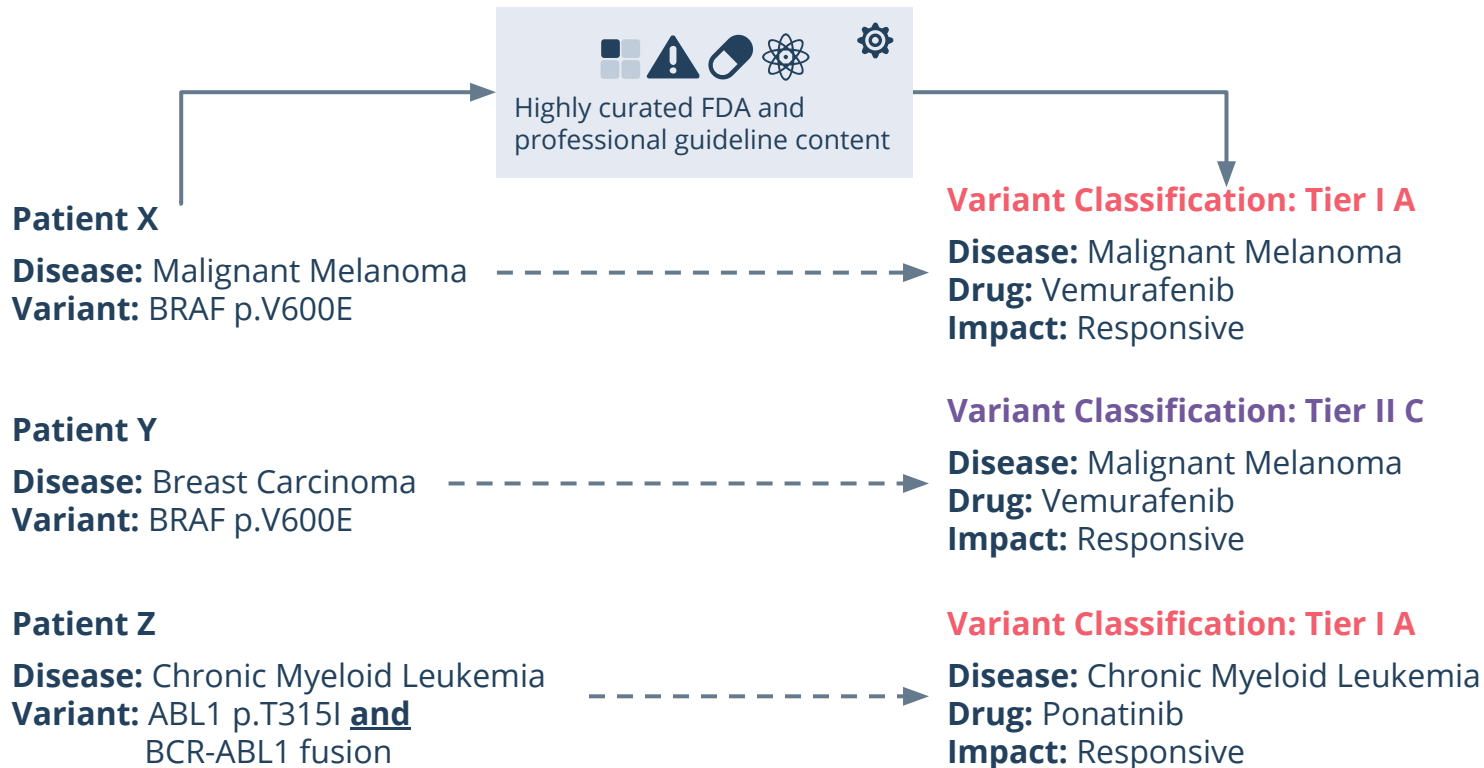 Highly curated FDA and
professional guideline content
Patient X
Disease: Malignant Melanoma
Variant: BRAF p.V600E
Variant Classification: Tier I A
Disease: Malignant Melanoma
Drug: Vemurafenib
Impact: Responsive
Patient Y
Disease: Breast Carcinoma
Variant: BRAF p.V600E
Variant Classification: Tier II C
Disease: Malignant Melanoma
Drug: Vemurafenib
Impact: Responsive
Patient Z
Disease: Chronic Myeloid Leukemia
Variant: ABL1 p.T315I and
BCR-ABL1 fusion
Variant Classification: Tier I A
Disease: Chronic Myeloid Leukemia
Drug: Ponatinib
Impact: Responsive